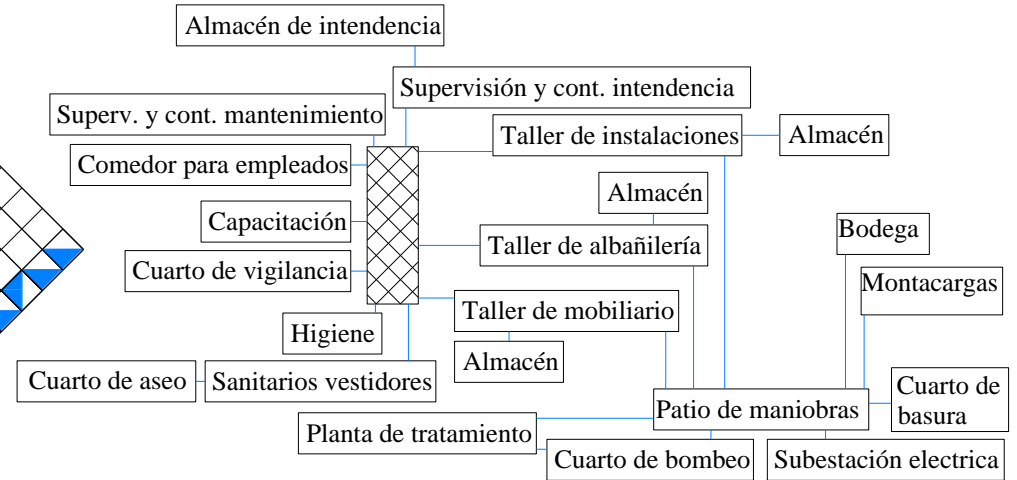 Almacén de intendencia
Supervisión y cont. intendencia
Superv. y cont. mantenimiento
Taller de instalaciones
Almacén
Comedor para empleados
Almacén
Capacitación
Bodega
Taller de albañilería
Cuarto de vigilancia
Montacargas
Taller de mobiliario
Higiene
Almacén
Cuarto de aseo
Sanitarios vestidores
Cuarto de
basura
Patio de maniobras
Planta de tratamiento
Cuarto de bombeo
Subestación electrica